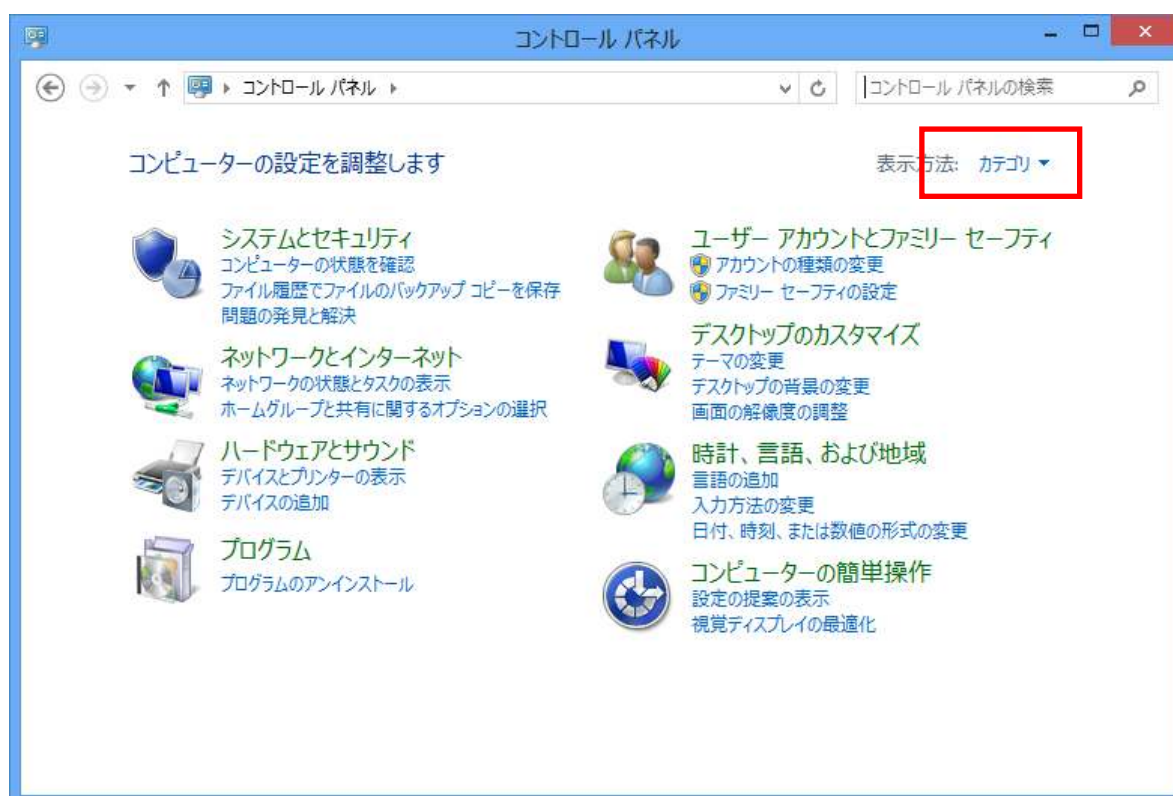 コントロール パネル
コントロール パネル
コントロール パネルの検索
コンピューターの設定を調整します
表示方法: カテゴリ
システムとセキュリティ
コンピューターの状態を確認
ファイル履歴でファイルのバックアップ コピーを保存
問題の発見と解決
ネットワークとインターネット
ネットワークの状態とタスクの表示
ホームグループと共有に関するオプションの選択
ハードウェアとサウンド
デバイスとプリンターの表示
デバイスの追加
プログラム
プログラムのアンインストール
ユーザー アカウントとファミリー セーフティ
アカウントの種類の変更
ファミリー セーフティの設定
デスクトップのカスタマイズ
テーマの変更
デスクトップの背景の変更
画面の解像度の調整
時計、言語、および地域
言語の追加
入力方法の変更
日付、時刻、または数値の形式の変更
コンピューターの簡単操作
設定の提案の表示
視覚ディスプレイの最適化